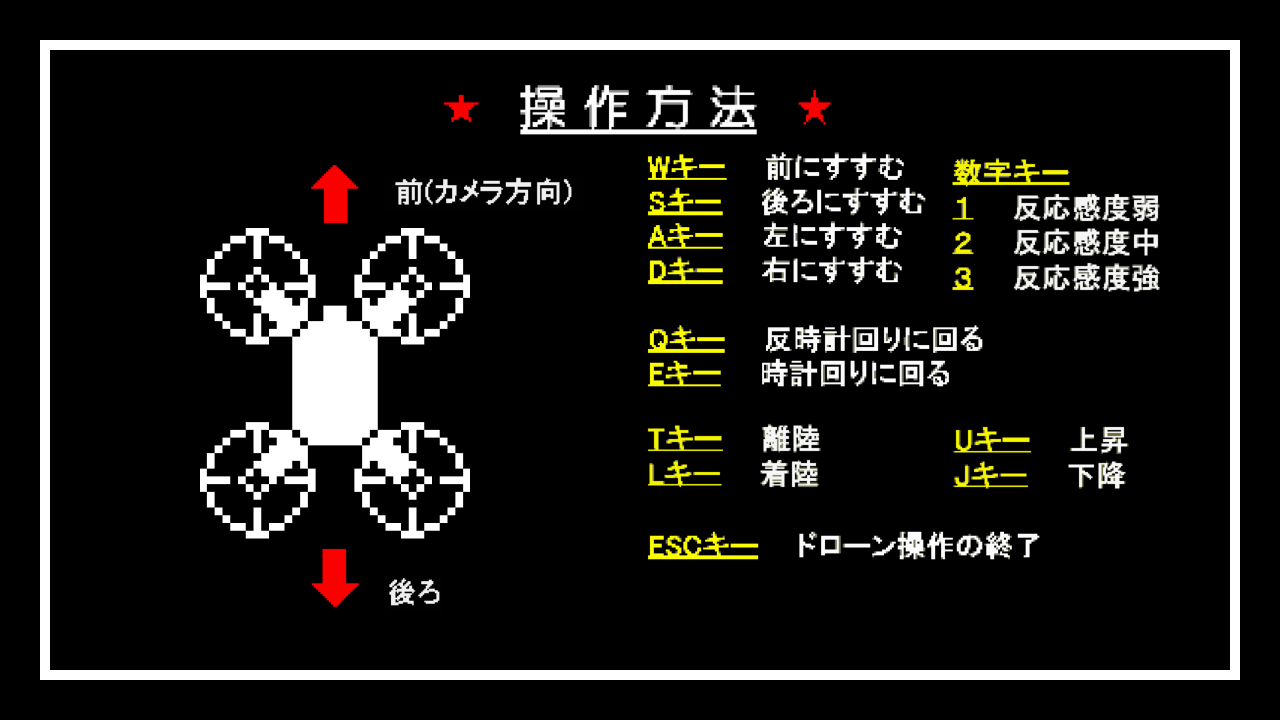 ★ 操作方法 ★
前(カメラ方向)
後ろ
Wキー 前にすすむ
Sキー 後ろにすすむ
Aキー 左にすすむ
Dキー 右にすすむ
数字キー
1 反応感度弱
2 反応感度中
3 反応感度強
Qキー 反時計回りに回る
Eキー 時計回りに回る
Tキー 離陸
Lキー 着陸
Uキー 上昇
Jキー 下降
ESCキー ドローン操作の終了